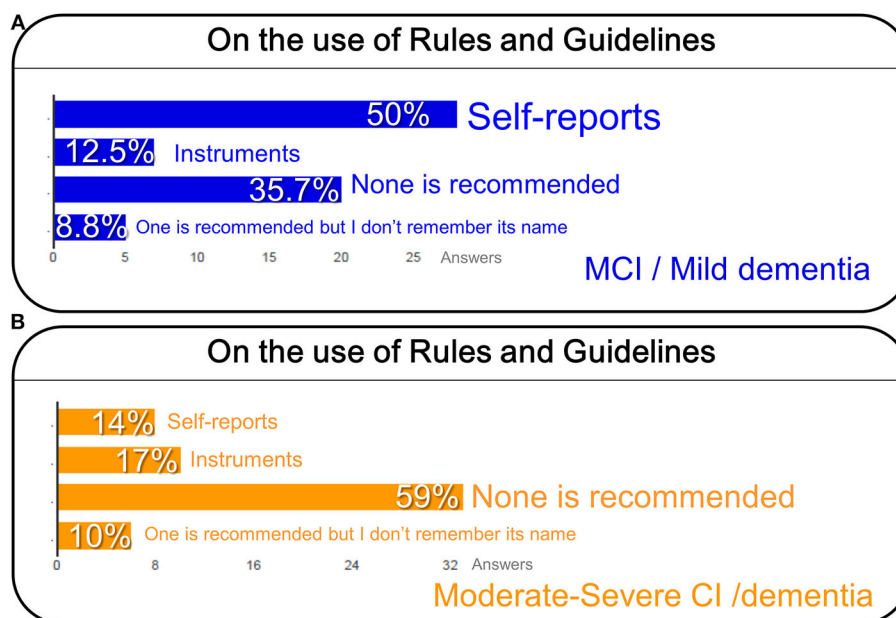 A
On the use of Rules and Guidelines
50% Self-reports
12.5% Instruments
35.7% None is recommended
8.8% One is recommended but I don't remember its name
0 5 10 15 20 25 Answers
MCI / Mild dementia
B
On the use of Rules and Guidelines
14% Self-reports
17% Instruments
59% None is recommended
10% One is recommended but I don't remember its name
0 8 16 24 32 Answers
Moderate-Severe CI /dementia